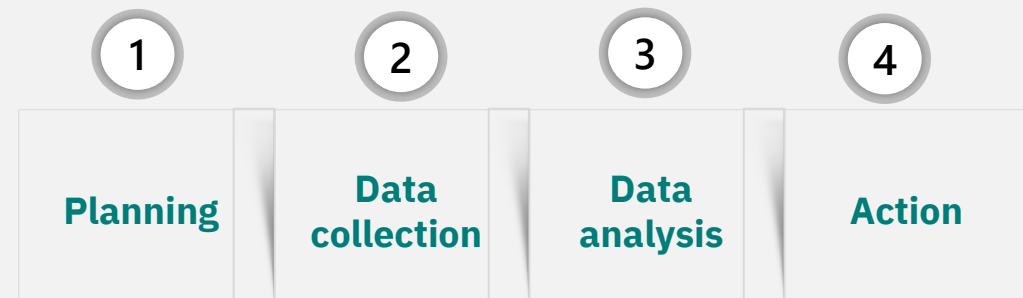 1
2
3
4
Planning
Data
collection
Data
analysis
Action